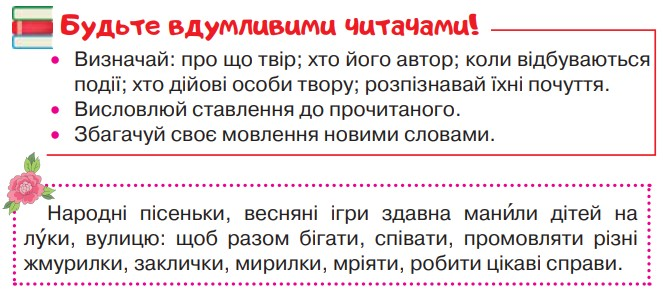 Будьте вдумливими читачами!
• Визначай: про що твір; хто його автор; коли відбуваються
події; хто дійові особи твору; розпізнавай їхні почуття.
• Висловлюй ставлення до прочитаного.
• Збагачуй своє мовлення новими словами.
Народні пісеньки, весняні ігри здавна мани́ли дітей на
лу́ки, вулицю: щоб разом бігати, співати, промовляти різні
жмурилки, заклички, мирилки, мріяти, робити цікаві справи.